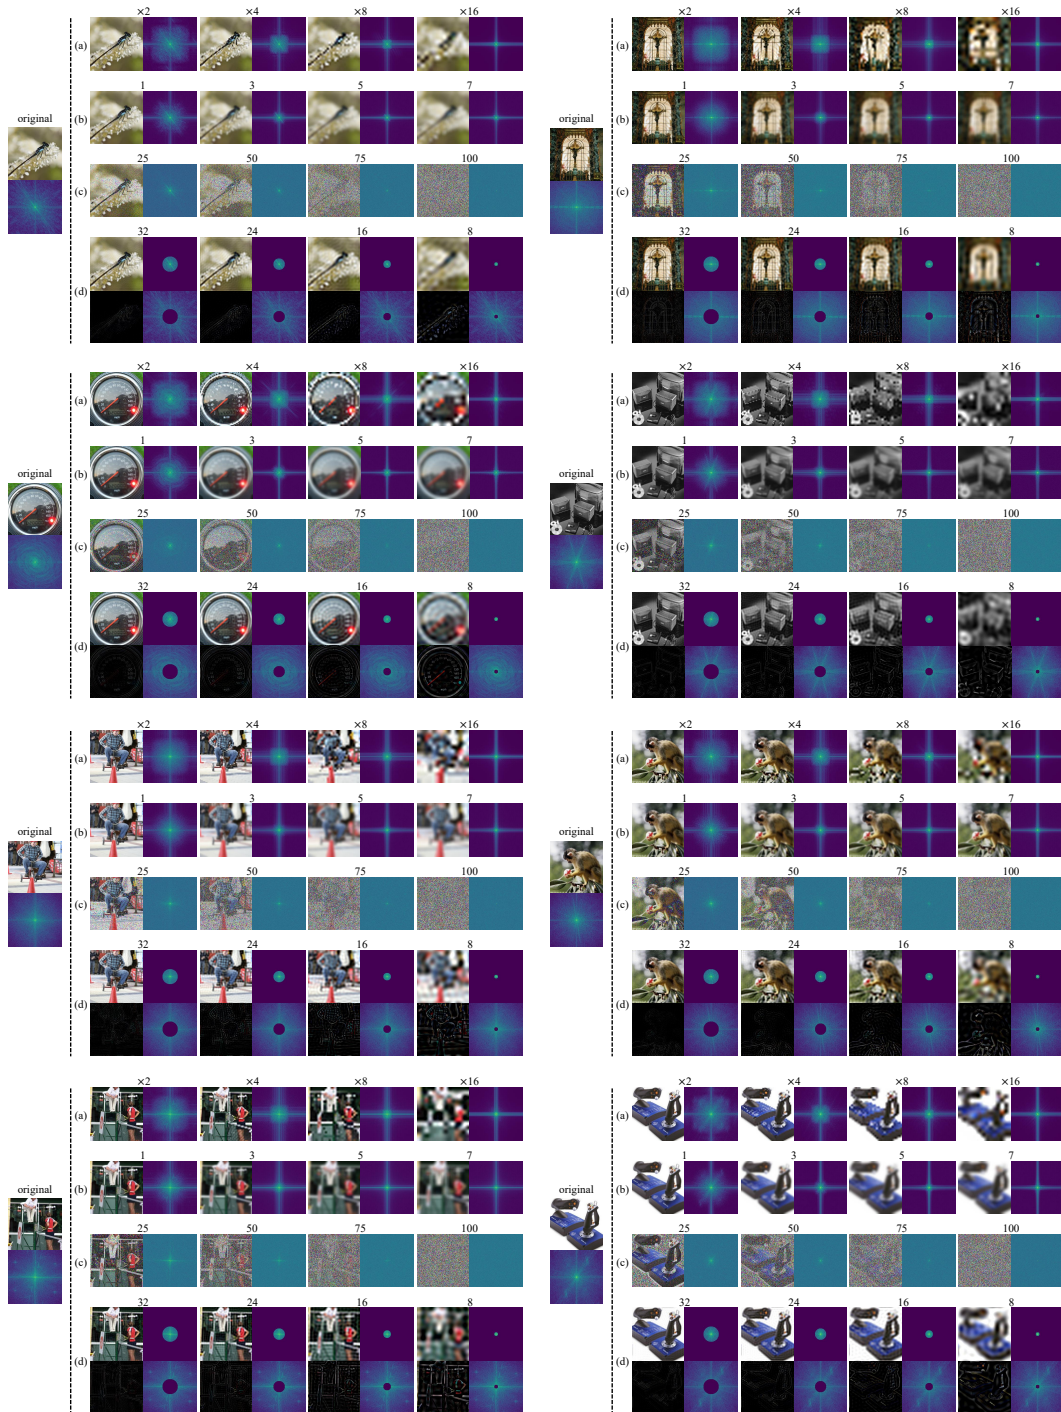 ×2 ×4 ×8 ×16
(a)
1 3 5 7
(b)
original
25 50 75 100
(c)
32 24 16 8
(d)
×2 ×4 ×8 ×16
(a)
1 3 5 7
(b)
original
25 50 75 100
(c)
32 24 16 8
(d)
×2 ×4 ×8 ×16
(a)
1 3 5 7
(b)
original
25 50 75 100
(c)
32 24 16 8
(d)
×2 ×4 ×8 ×16
(a)
1 3 5 7
(b)
original
25 50 75 100
(c)
32 24 16 8
(d)
×2 ×4 ×8 ×16
(a)
1 3 5 7
(b)
original
25 50 75 100
(c)
32 24 16 8
(d)
×2 ×4 ×8 ×16
(a)
1 3 5 7
(b)
original
25 50 75 100
(c)
32 24 16 8
(d)
×2 ×4 ×8 ×16
(a)
1 3 5 7
(b)
original
25 50 75 100
(c)
32 24 16 8
(d)
×2 ×4 ×8 ×16
(a)
1 3 5 7
(b)
original
25 50 75 100
(c)
32 24 16 8
(d)